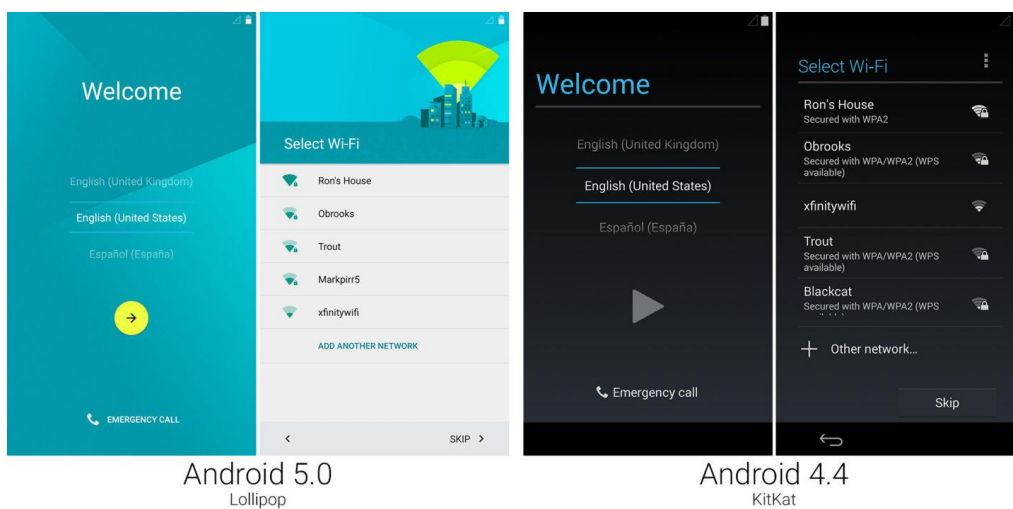 Welcome
English (United Kingdom)
English (United States)
Español (España)
EMERGENCY CALL
Select Wi-Fi
Ron's House
Obrooks
Trout
Markpirr5
xfinitywifi
ADD ANOTHER NETWORK
SKIP
Android 5.0
Lollipop
Welcome
English (United Kingdom)
English (United States)
Español (España)
Emergency call
Select Wi-Fi
Ron's House
Secured with WPA2
Obrooks
Secured with WPA/WPA2 (WPS
available)
xfinitywifi
Trout
Secured with WPA/WPA2 (WPS
available)
Blackcat
Secured with WPA/WPA2 (WPS
Other network...
Skip
Android 4.4
KitKat